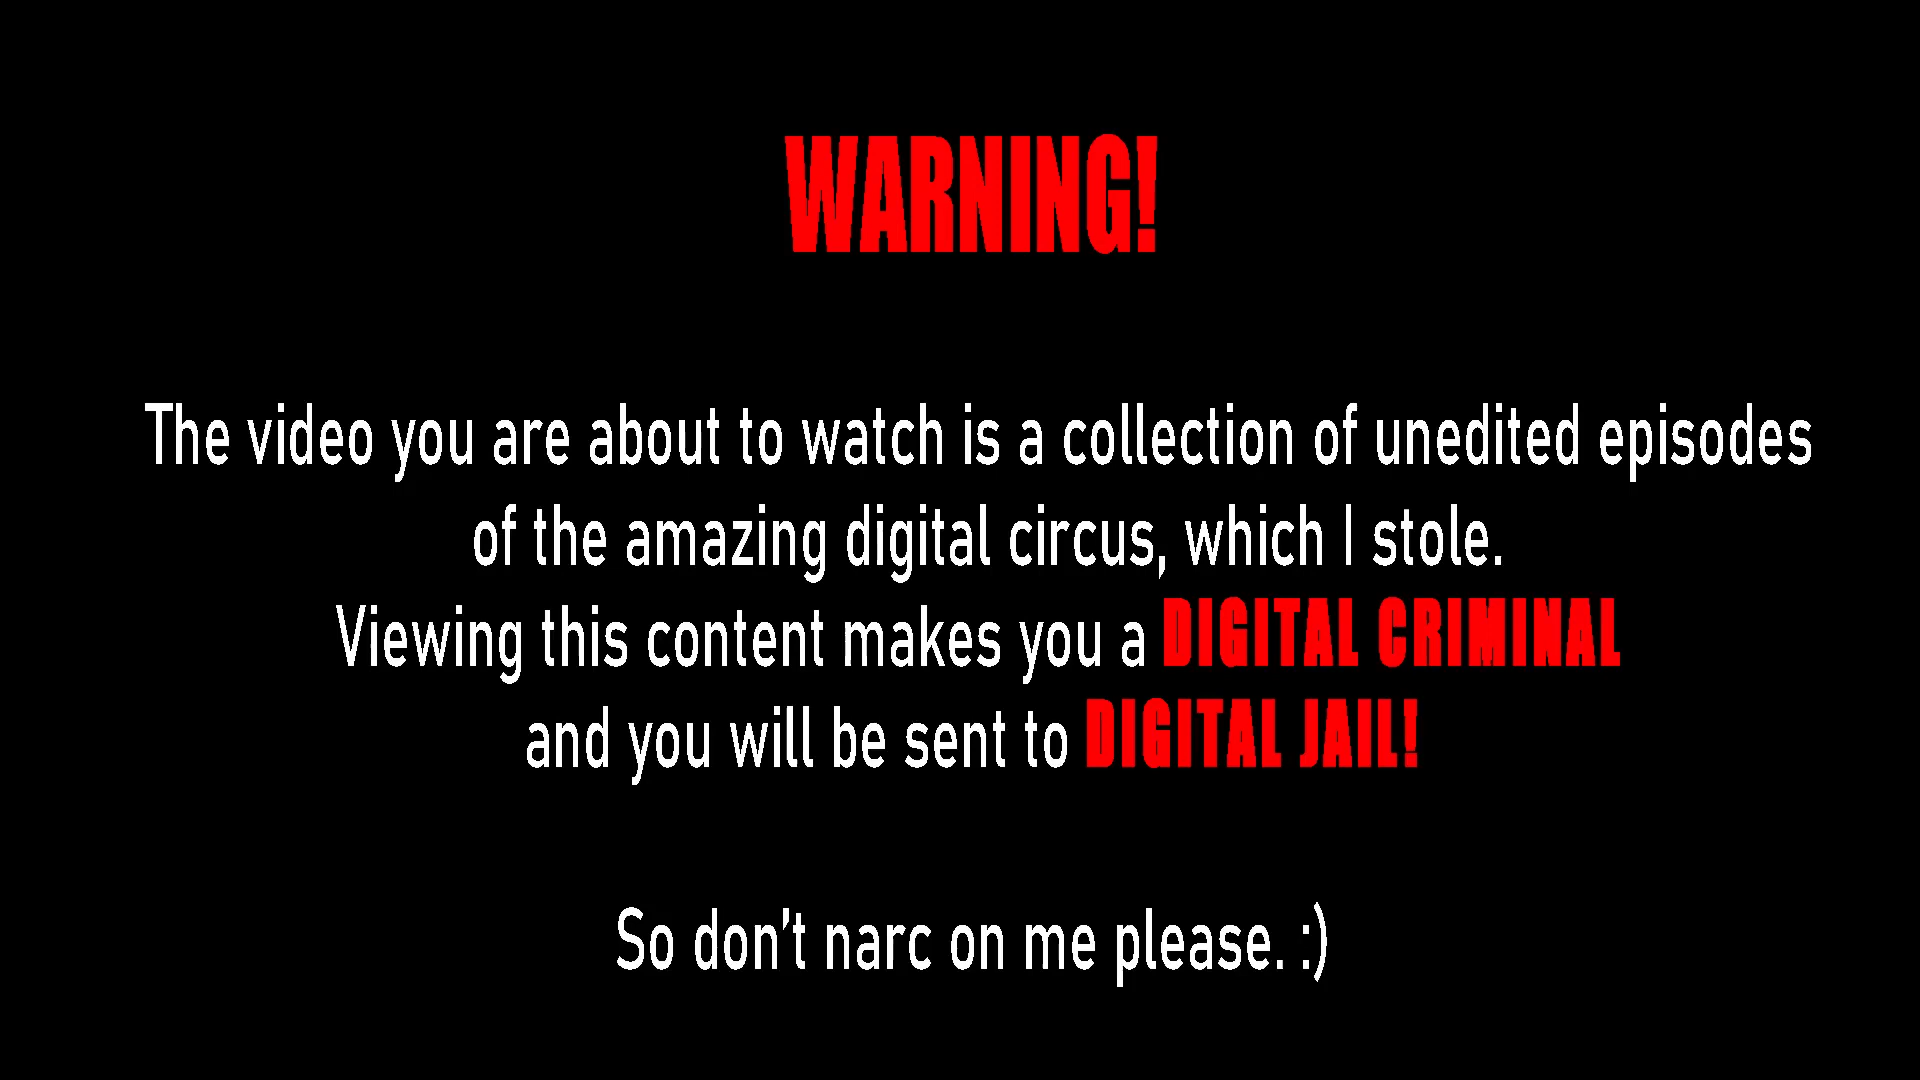 WARNING!
The video you are about to watch is a collection of unedited episodes
of the amazing digital circus, which I stole.
Viewing this content makes you a DIGITAL CRIMINAL
and you will be sent to DIGITAL JAIL!
So don't narc on me please. :)